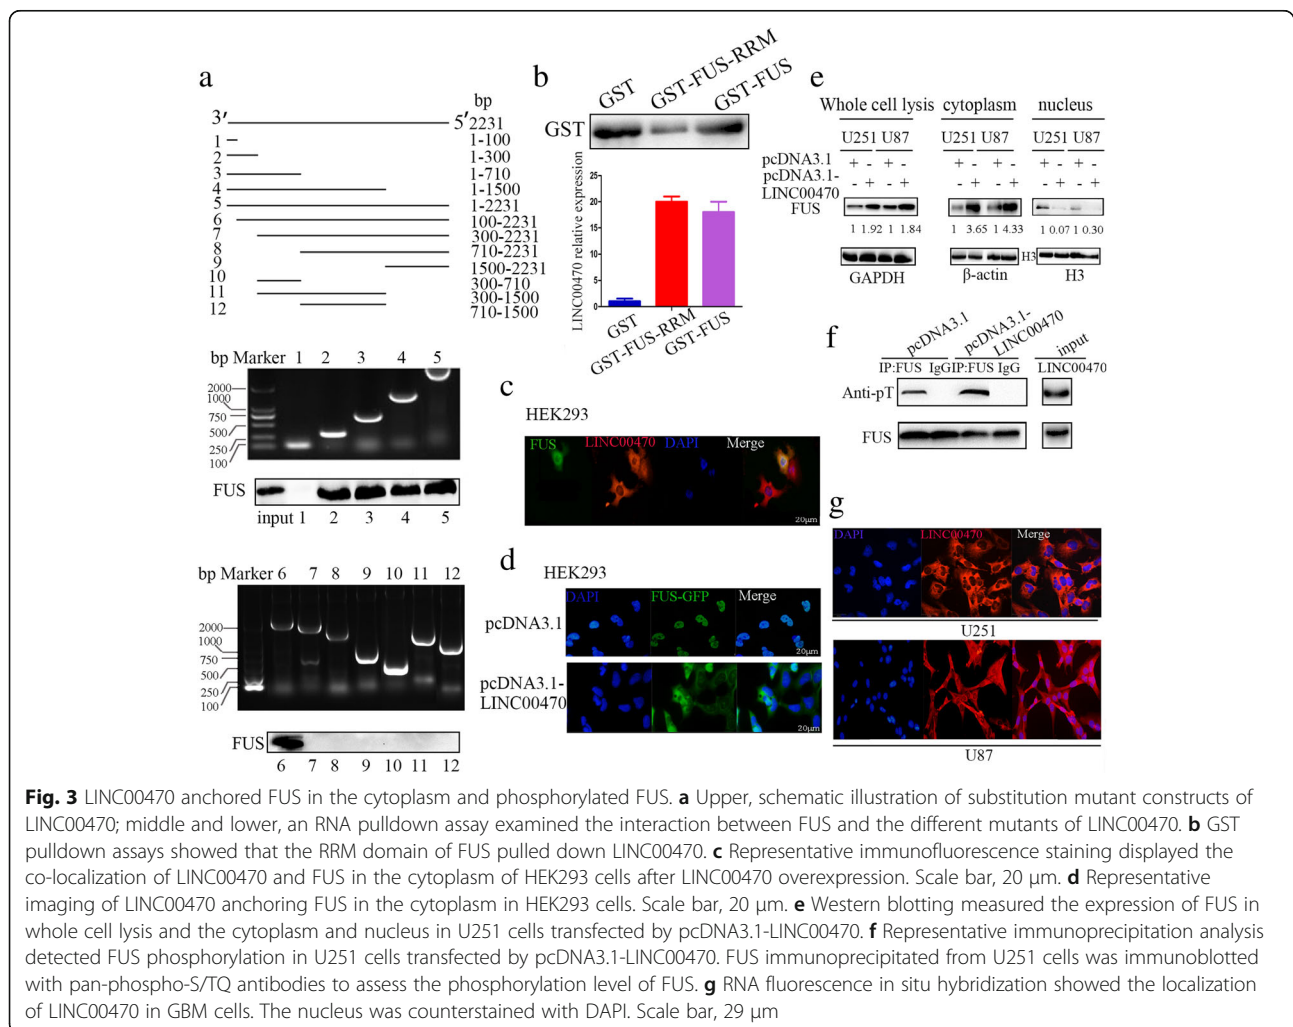 a
bp
3' 5' 2231
1 1-100
2 1-300
3 1-710
4 1-1500
5 1-2231
6 100-2231
7 300-2231
8 710-2231
9 1500-2231
10 300-710
11 300-1500
12 710-1500
bp Marker 1 2 3 4 5
2000
1000
750
500
250
100
FUS
input 1 2 3 4 5
bp Marker 6 7 8 9 10 11 12
2000
1000
750
500
250
100
FUS
6 7 8 9 10 11 12
b
GST GST-FUS-RRM GST-FUS
GST
LINC00470 relative expression
25
20
15
10
5
0
GST GST-FUS-RRM GST-FUS
c
HEK293
FUS LINC00470 DAPI Merge
20μm
d
HEK293
DAPI FUS-GFP Merge
pcDNA3.1
20μm
pcDNA3.1-
LINC00470
20μm
e
Whole cell lysis cytoplasm nucleus
U251 U87 U251 U87 U251 U87
pcDNA3.1 + - + - + - + - + - + -
pcDNA3.1-
LINC00470 - + - + - + - + - + - +
FUS
1 1.92 1 1.84 1 3.65 1 4.33 1 0.07 1 0.30
H3
GAPDH β-actin H3
f
pcDNA3.1 pcDNA3.1-
LINC00470 input
IP:FUS IgG IP:FUS IgG LINC00470
Anti-pT
FUS
g
DAPI LINC00470 Merge
U251
U87
Fig. 3 LINC00470 anchored FUS in the cytoplasm and phosphorylated FUS. a Upper, schematic illustration of substitution mutant constructs of
LINC00470; middle and lower, an RNA pulldown assay examined the interaction between FUS and the different mutants of LINC00470. b GST
pulldown assays showed that the RRM domain of FUS pulled down LINC00470. c Representative immunofluorescence staining displayed the
co-localization of LINC00470 and FUS in the cytoplasm of HEK293 cells after LINC00470 overexpression. Scale bar, 20 μm. d Representative
imaging of LINC00470 anchoring FUS in the cytoplasm in HEK293 cells. Scale bar, 20 μm. e Western blotting measured the expression of FUS in
whole cell lysis and the cytoplasm and nucleus in U251 cells transfected by pcDNA3.1-LINC00470. f Representative immunoprecipitation analysis
detected FUS phosphorylation in U251 cells transfected by pcDNA3.1-LINC00470. FUS immunoprecipitated from U251 cells was immunoblotted
with pan-phospho-S/TQ antibodies to assess the phosphorylation level of FUS. g RNA fluorescence in situ hybridization showed the localization
of LINC00470 in GBM cells. The nucleus was counterstained with DAPI. Scale bar, 29 μm